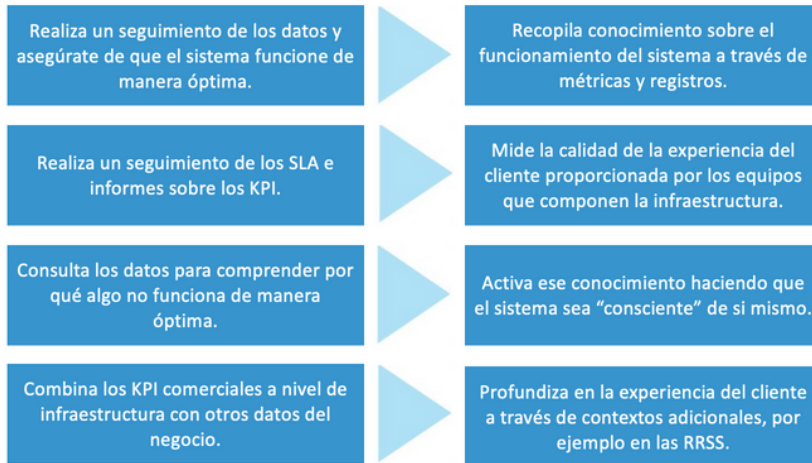 Realiza un seguimiento de los datos y
asegúrate de que el sistema funcione de
manera óptima.
Recopila conocimiento sobre el
funcionamiento del sistema a través de
métricas y registros.
Realiza un seguimiento de los SLA e
informes sobre los KPI.
Mide la calidad de la experiencia del
cliente proporcionada por los equipos
que componen la infraestructura.
Consulta los datos para comprender por
qué algo no funciona de manera
óptima.
Activa ese conocimiento haciendo que
el sistema sea “consciente” de si mismo.
Combina los KPI comerciales a nivel de
infraestructura con otros datos del
negocio.
Profundiza en la experiencia del cliente
a través de contextos adicionales, por
ejemplo en las RRSS.